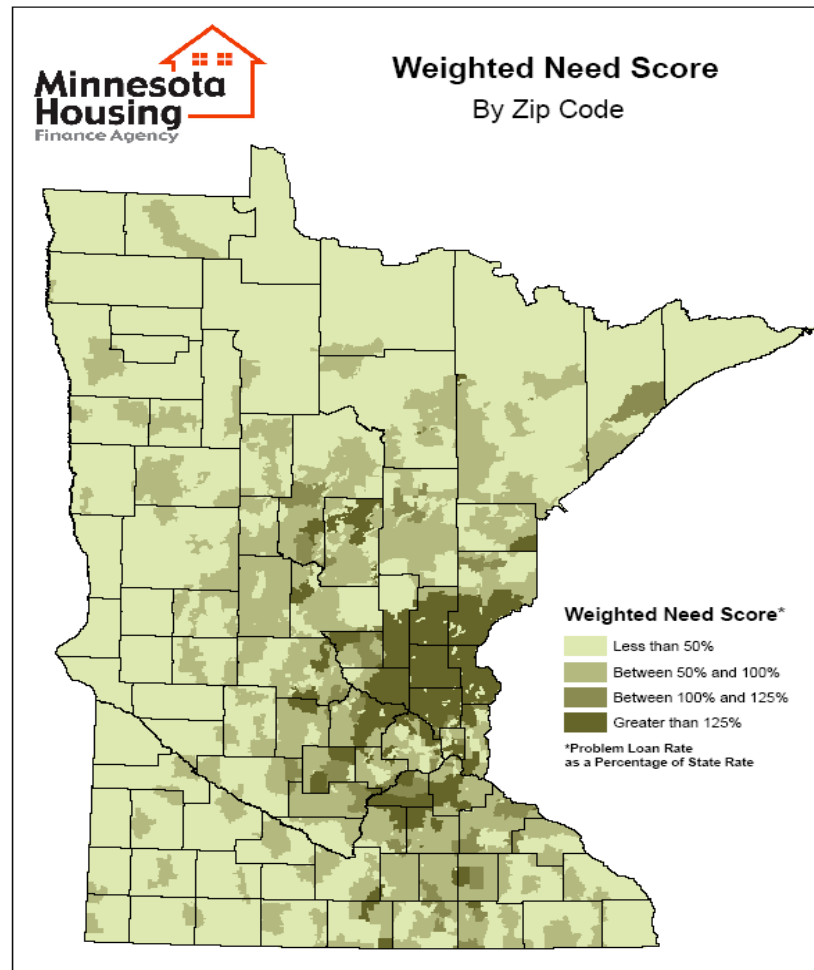 Minnesota
Housing
Finance Agency
Weighted Need Score
By Zip Code
Weighted Need Score*
Less than 50%
Between 50% and 100%
Between 100% and 125%
Greater than 125%
*Problem Loan Rate
as a Percentage of State Rate